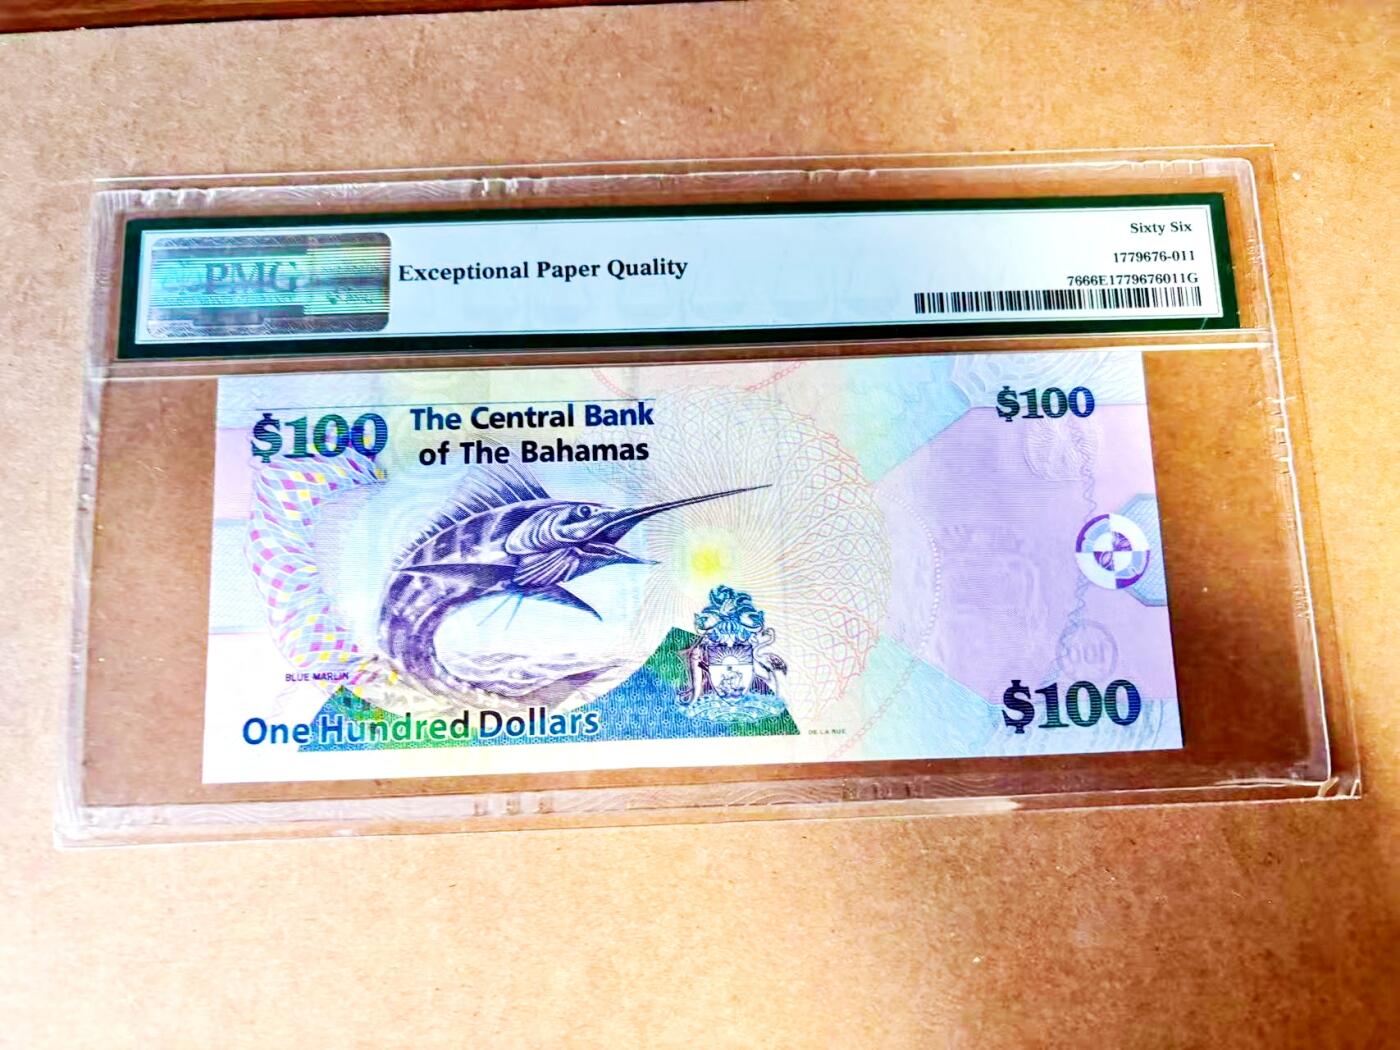 PMG
Exceptional Paper Quality
Sixty Six
1779676-011
7666E1779676011G
$100
The Central Bank
of The Bahamas
$100
BLUE MARLIN
One Hundred Dollars
DE LA RUE
100
$100